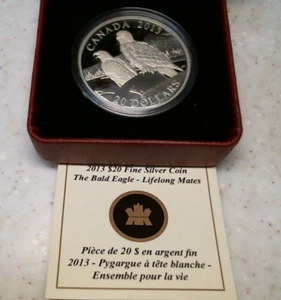 CANADA 2013
20 DOLLARS
2013 $20 Fine Silver Coin
The Bald Eagle - Lifelong Mates
Pièce de 20 $ en argent fin
2013 - Pygargue à tête blanche -
Ensemble pour la vie